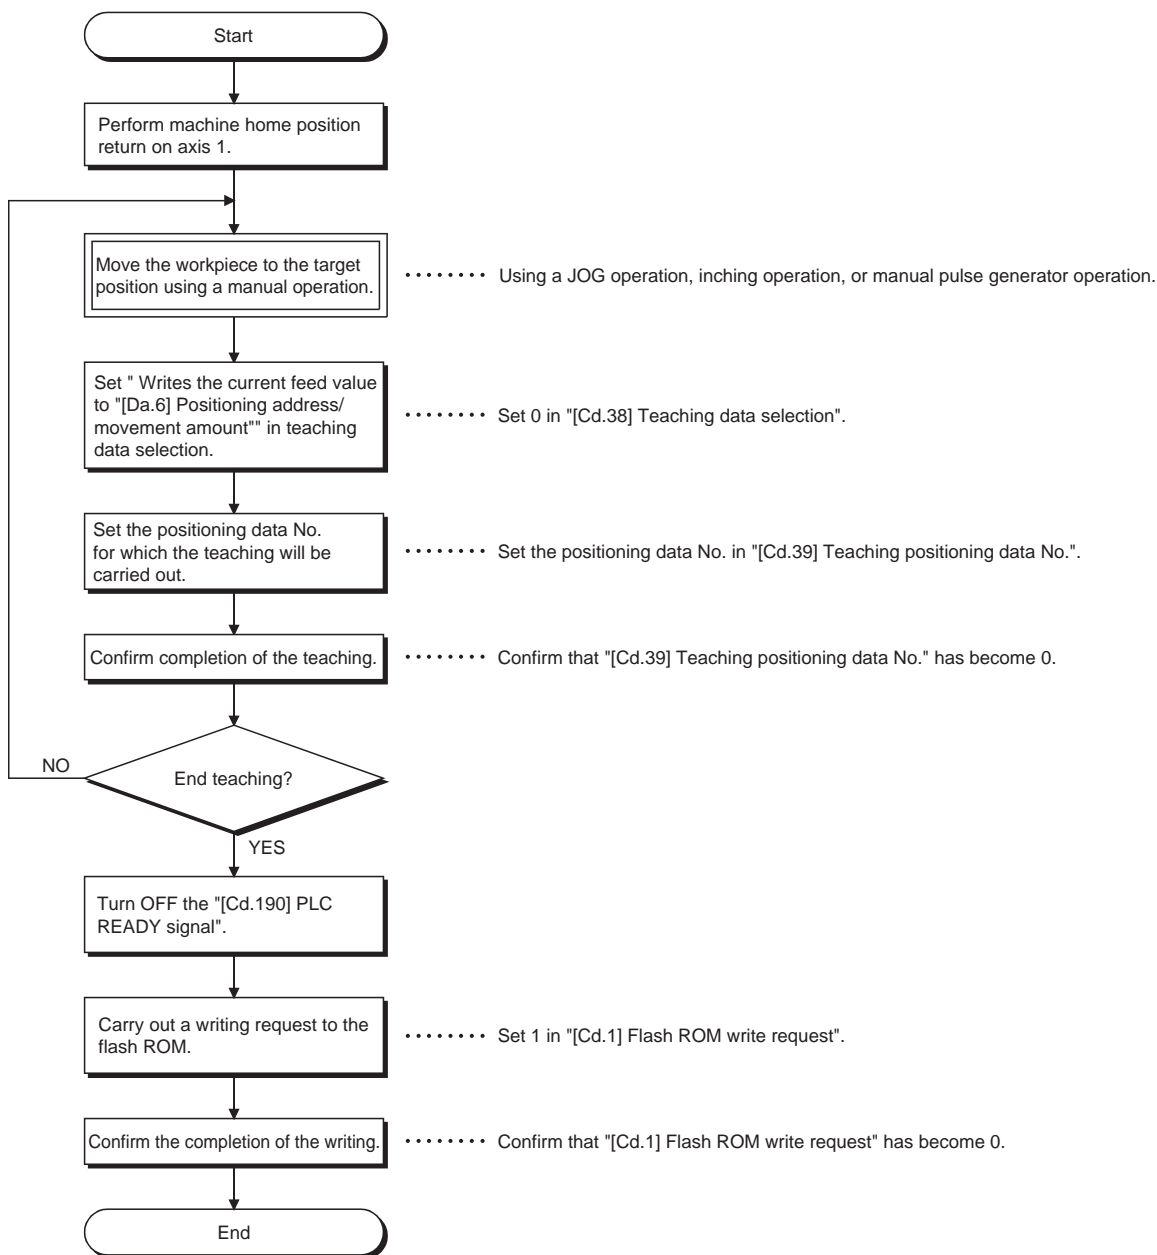 Start
Perform machine home position
return on axis 1.
Move the workpiece to the target
position using a manual operation.
Using a JOG operation, inching operation, or manual pulse generator operation.
Set " Writes the current feed value
to "[Da.6] Positioning address/
movement amount"" in teaching
data selection.
Set 0 in "[Cd.38] Teaching data selection".
Set the positioning data No.
for which the teaching will be
carried out.
Set the positioning data No. in "[Cd.39] Teaching positioning data No.".
Confirm completion of the teaching.
Confirm that "[Cd.39] Teaching positioning data No." has become 0.
NO
End teaching?
YES
Turn OFF the "[Cd.190] PLC
READY signal".
Carry out a writing request to the
flash ROM.
Set 1 in "[Cd.1] Flash ROM write request".
Confirm the completion of the writing.
Confirm that "[Cd.1] Flash ROM write request" has become 0.
End